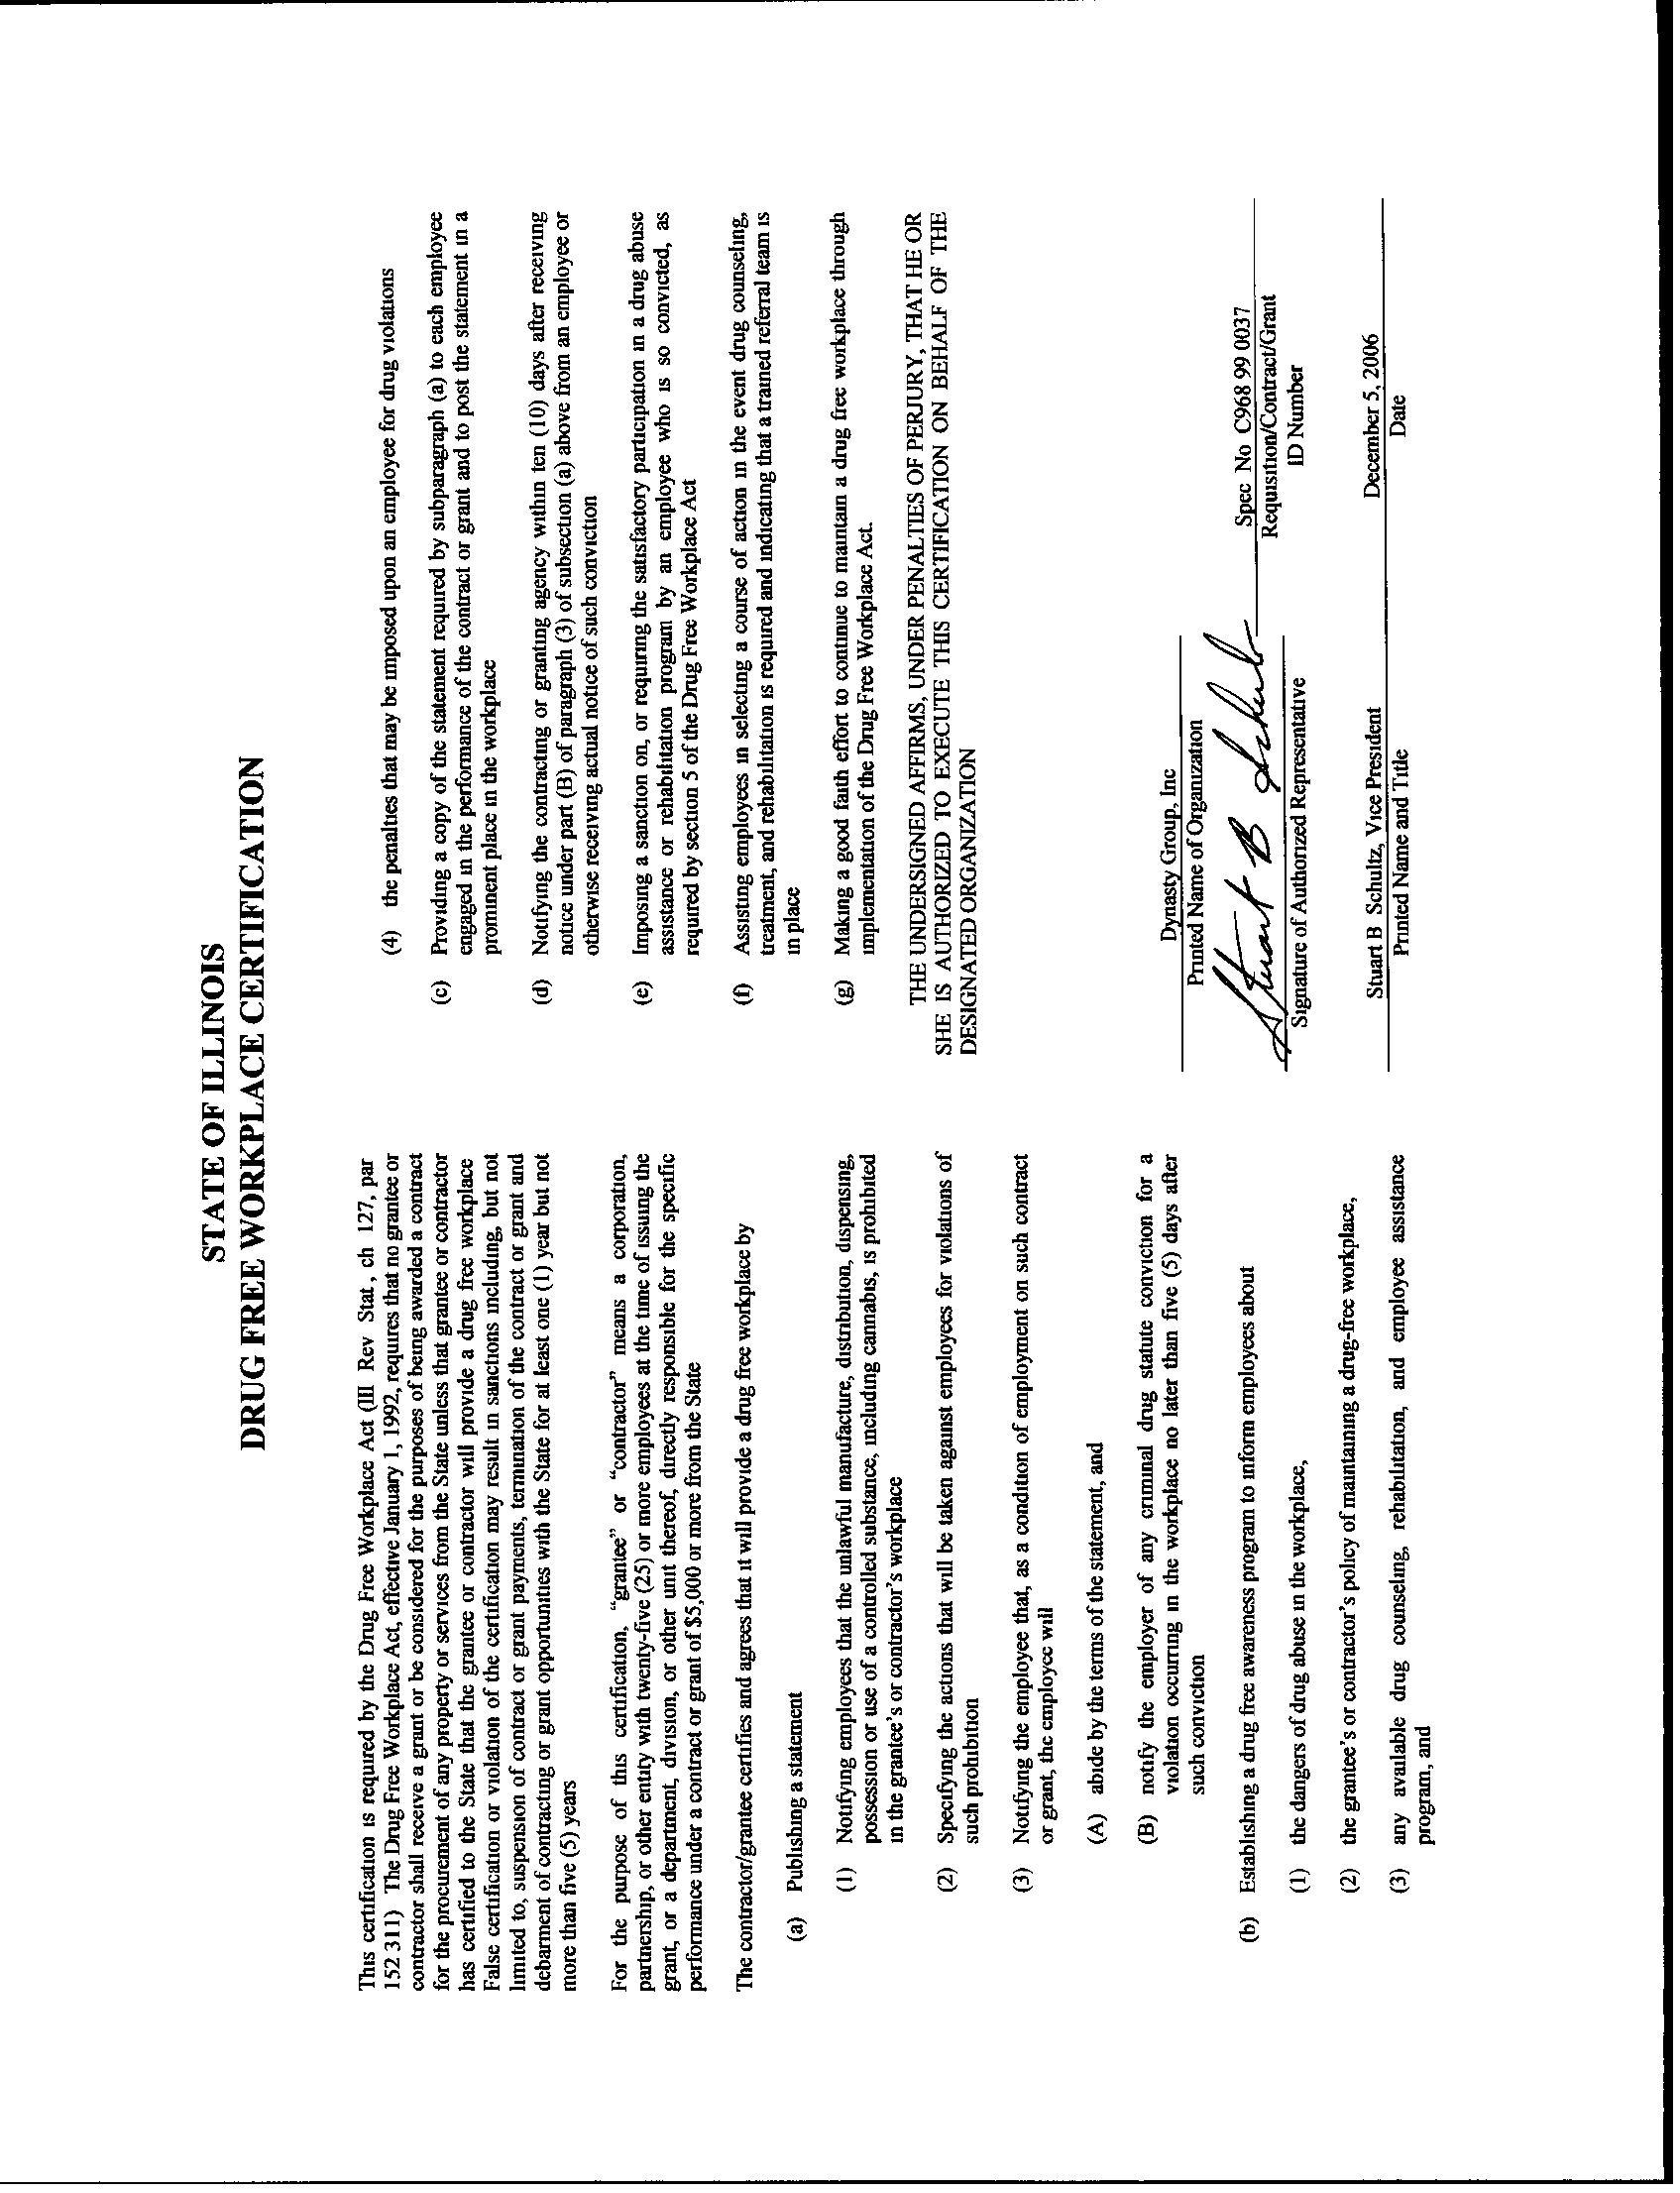 STATE OF ILLINOIS
DRUG FREE WORKPLACE CERTIFICATION
This certification is required by the Drug Free Workplace Act (Ill Rev Stat, ch 127, par
152 311) The Drug Free Workplace Act, effective January 1, 1992, requires that no grantee or
contractor shall receive a grant or be considered for the purposes of being awarded a contract
for the procurement of any property or services from the State unless that grantee or contractor
has certified to the State that the grantee or contractor will provide a drug free workplace
False certification or violation of the certification may result in sanctions including, but not
limited to, suspension of contract or grant payments, termination of the contract or grant and
debarment of contracting or grant opportunities with the State for at least one (1) year but not
more than five (5) years
For the purpose of this certification, "grantee" or "contractor" means a corporation,
partnership, or other entity with twenty-five (25) or more employees at the time of issuing the
grant, or a department, division, or other unit thereof, directly responsible for the specific
performance under a contract or grant of $5,000 or more from the State
The contractor/grantee certifies and agrees that it will provide a drug free workplace by
(a) Publishing a statement
(1) Notifying employees that the unlawful manufacture, distribution, dispensing,
possession or use of a controlled substance, including cannabis, is prohibited
in the grantee's or contractor's workplace
(2) Specifying the actions that will be taken against employees for violations of
such prohibition
(3) Notifying the employee that, as a condition of employment on such contract
or grant, the employee will
(A) abide by the terms of the statement, and
(B) notify the employer of any criminal drug statute conviction for a
violation occurring in the workplace no later than five (5) days after
such conviction
(b) Establishing a drug free awareness program to inform employees about
(1) the dangers of drug abuse in the workplace,
(2) the grantee's or contractor's policy of maintaining a drug-free workplace,
(3) any available drug counseling, rehabilitation, and employee assistance
program, and
(4) the penalties that may be imposed upon an employee for drug violations
(c) Providing a copy of the statement required by subparagraph (a) to each employee
engaged in the performance of the contract or grant and to post the statement in a
prominent place in the workplace
(d) Notifying the contracting or granting agency within ten (10) days after receiving
notice under part (B) of paragraph (3) of subsection (a) above from an employee or
otherwise receiving actual notice of such conviction
(e) Imposing a sanction on, or requiring the satisfactory participation in a drug abuse
assistance or rehabilitation program by an employee who is so convicted, as
required by section 5 of the Drug Free Workplace Act
(f) Assisting employees in selecting a course of action in the event drug counseling,
treatment, and rehabilitation is required and indicating that a trained referral team is
in place
(g) Making a good faith effort to continue to maintain a drug free workplace through
implementation of the Drug Free Workplace Act.
THE UNDERSIGNED AFFIRMS, UNDER PENALTIES OF PERJURY, THAT HE OR
SHE IS AUTHORIZED TO EXECUTE THIS CERTIFICATION ON BEHALF OF THE
DESIGNATED ORGANIZATION
Dynasty Group, Inc
Printed Name of Organization
Stuart B Schultz Spec No C968 99 0037
Signature of Authorized Representative Requisition/Contract/Grant
ID Number
Stuart B Schultz, Vice President December 5, 2006
Printed Name and Title Date